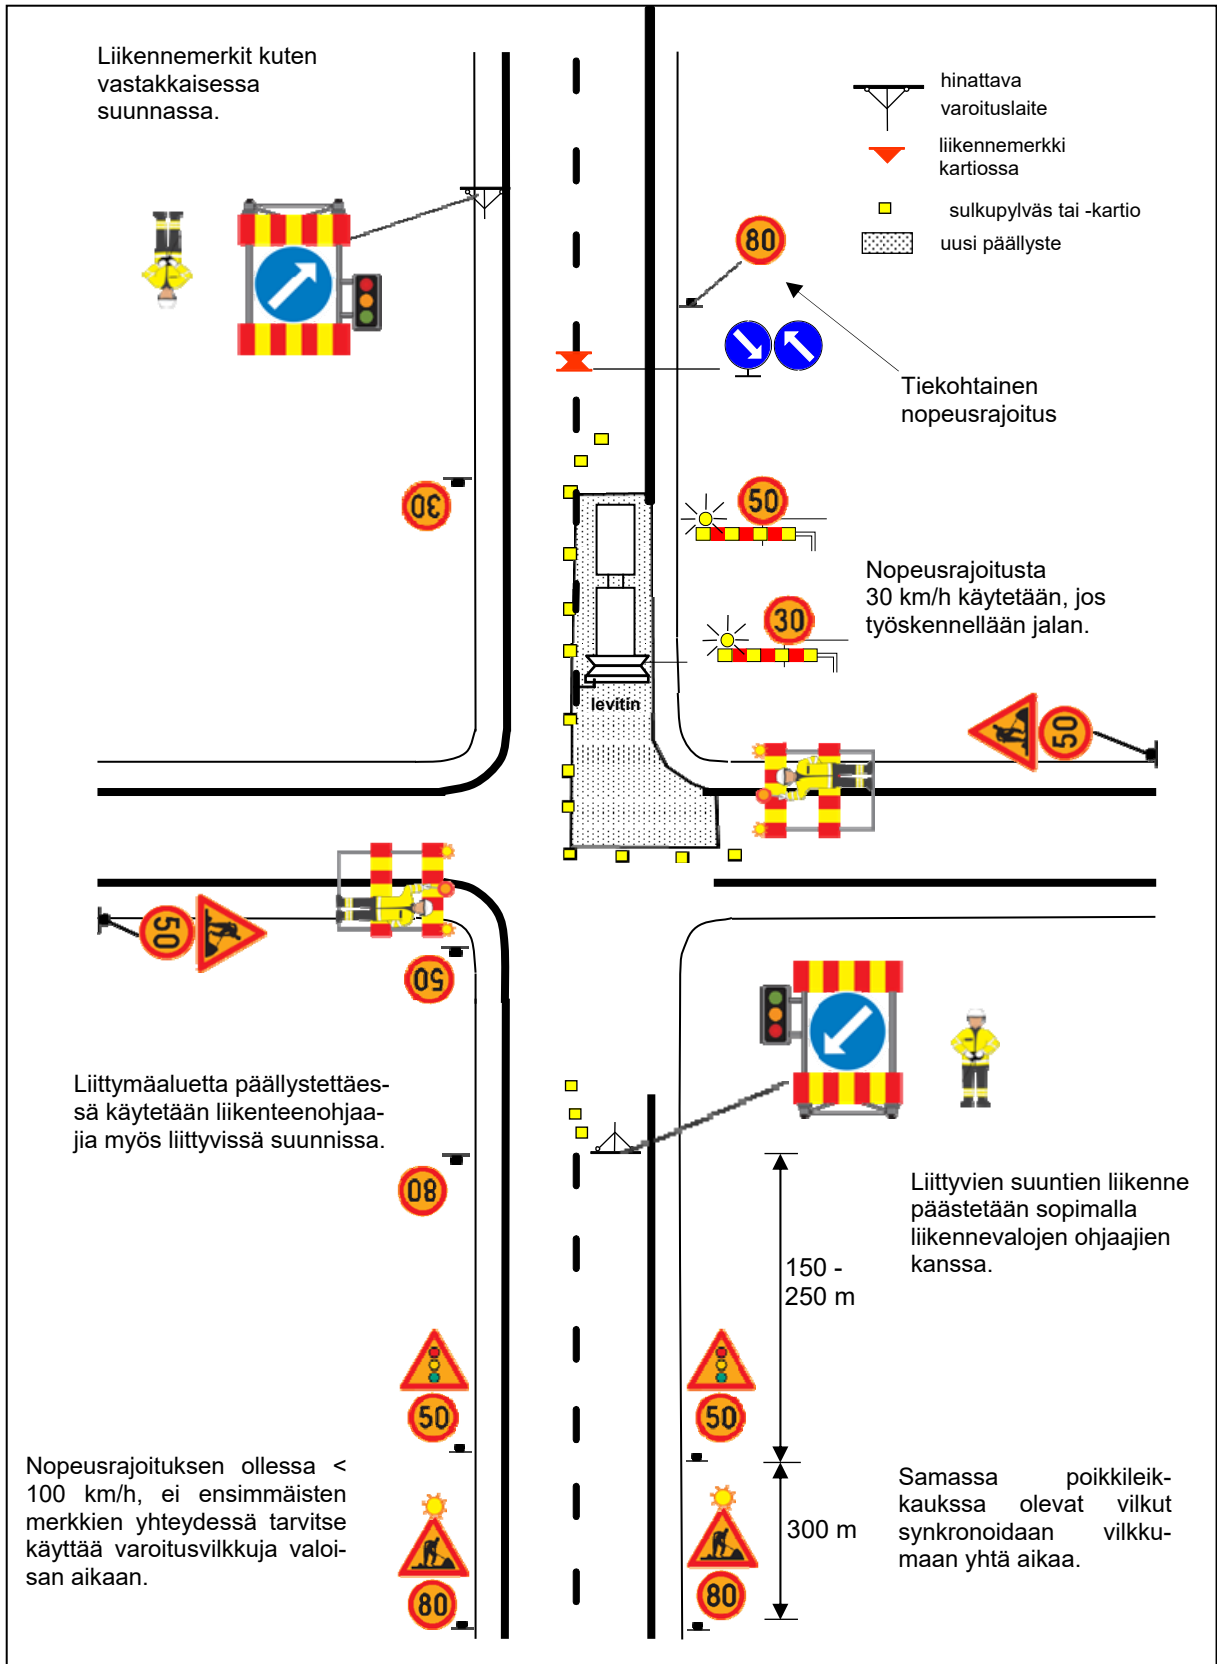 Liikennemerkit kuten
vastakkaisessa
suunnassa.
hinattava
varoituslaite
liikennemerkki
kartiossa
sulkupylväs tai -kartio
uusi päällyste
80
Tiekohtainen
nopeusrajoitus
30
50
Nopeusrajoitusta
30 km/h käytetään, jos
työskennellään jalan.
30
levitin
50
50
50
Liittymäaluetta päällystettäes-
sä käytetään liikenteenohjaa-
jia myös liittyvissä suunnissa.
80
Liittyvien suuntien liikenne
päästetään sopimalla
liikennevalojen ohjaajien
kanssa.
150 -
250 m
50
50
Nopeusrajoituksen ollessa <
100 km/h, ei ensimmäisten
merkkien yhteydessä tarvitse
käyttää varoitusvilkkuja valoi-
san aikaan.
80
80
300 m
Samassa poikkileik-
kaukssa olevat vilkut
synkronoidaan vilkku-
maan yhtä aikaa.